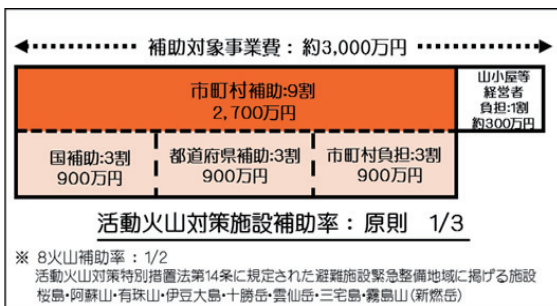 補助対象事業費：約3,000万円
市町村補助:9割
2,700万円
山小屋等
経営者
負担:1割
約300万円
国補助:3割
900万円
都道府県補助:3割
900万円
市町村負担:3割
900万円
活動火山対策施設補助率：原則 1/3
※ 8火山補助率：1/2
活動火山対策特別措置法第14条に規定された避難施設緊急整備地域に掲げる施設
桜島・阿蘇山・有珠山・伊豆大島・十勝岳・雲仙岳・三宅島・霧島山(新燃岳)